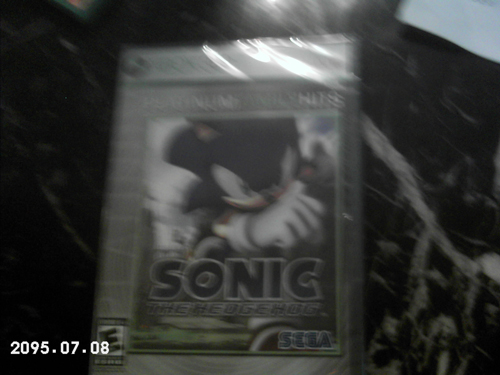 PLATINUM HITS
SONIC
THE HEDGEHOG
E
SEGA
2095.07.08